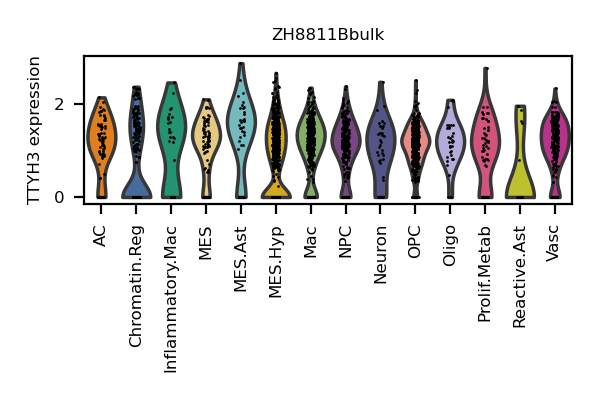 ZH8811Bbulk
TTYH3 expression
2
0
AC
Chromatin.Reg
Inflammatory.Mac
MES
MES.Ast
MES.Hyp
Mac
NPC
Neuron
OPC
Oligo
Prolif.Metab
Reactive.Ast
Vasc